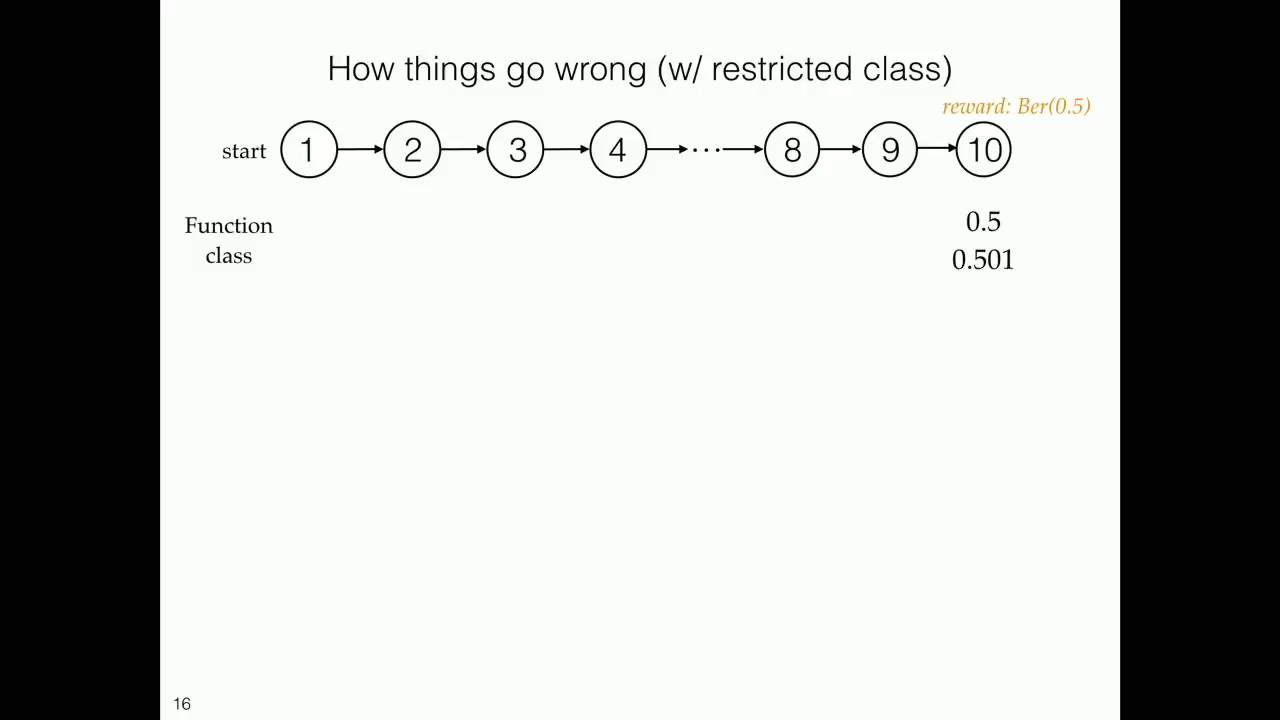 How things go wrong (w/ restricted class)
reward: Ber(0.5)
start 1 2 3 4 ··· 8 9 10
Function
class
0.5
0.501
16